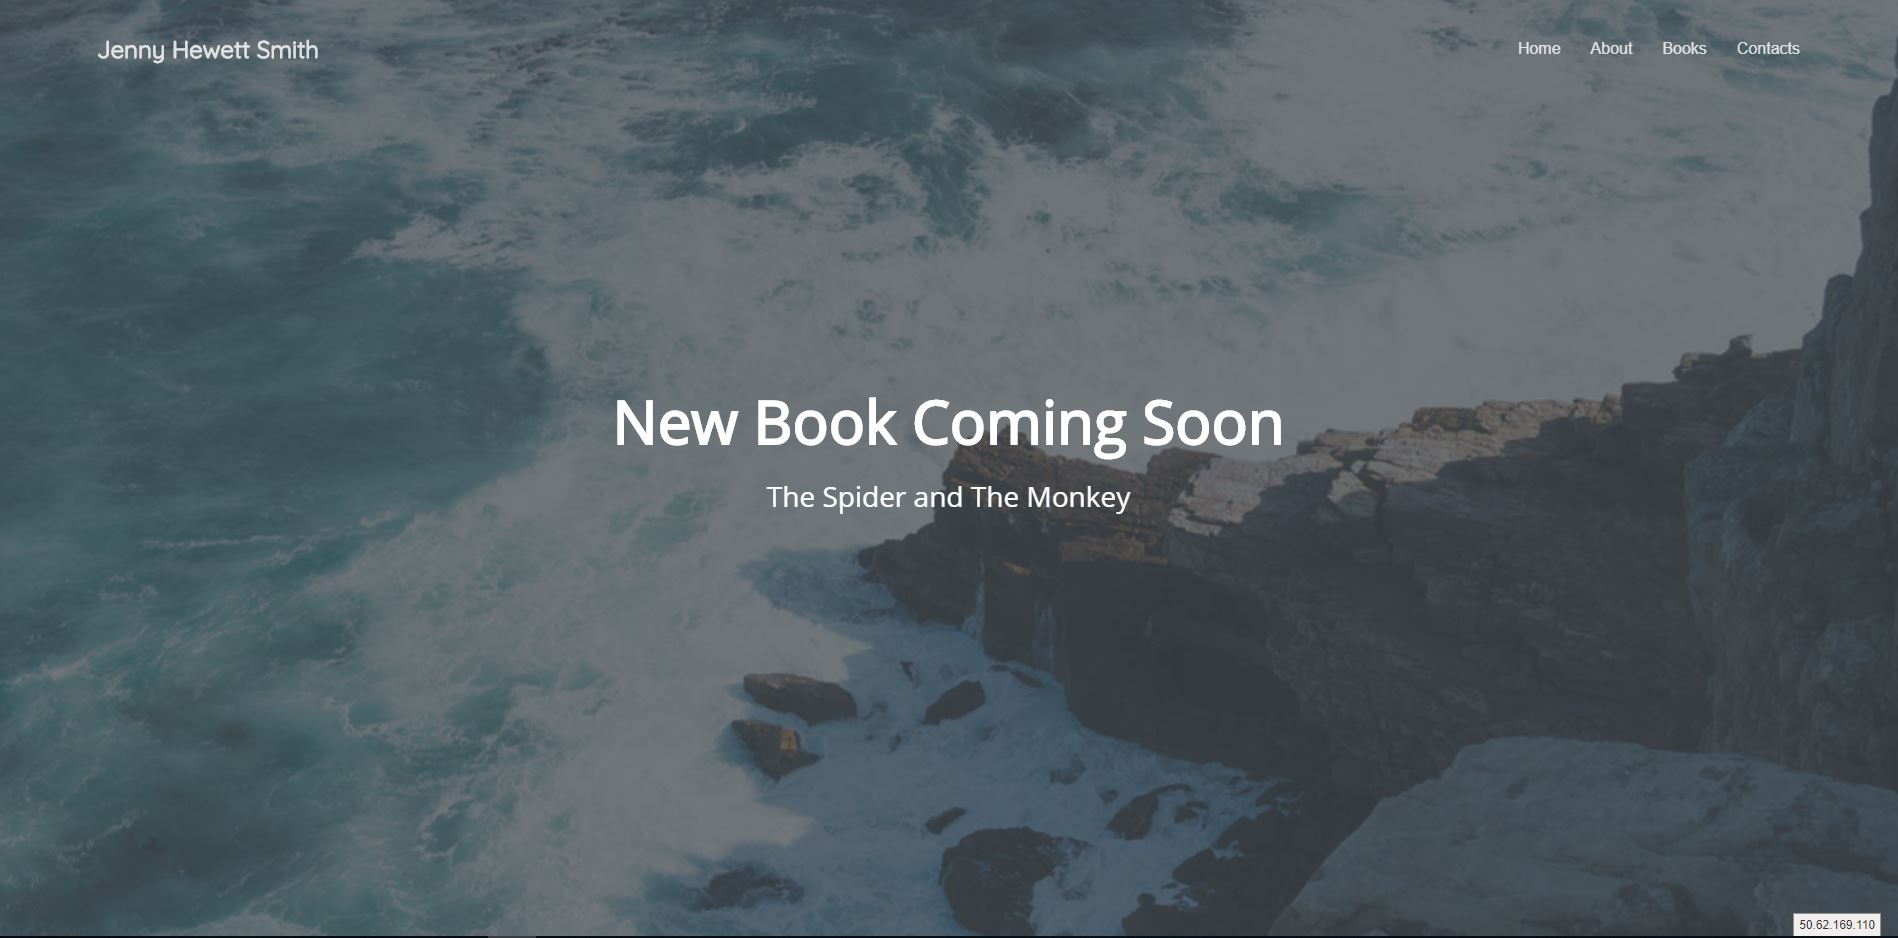 Jenny Hewett Smith
Home About Books Contacts
New Book Coming Soon
The Spider and The Monkey
50.62.169.110